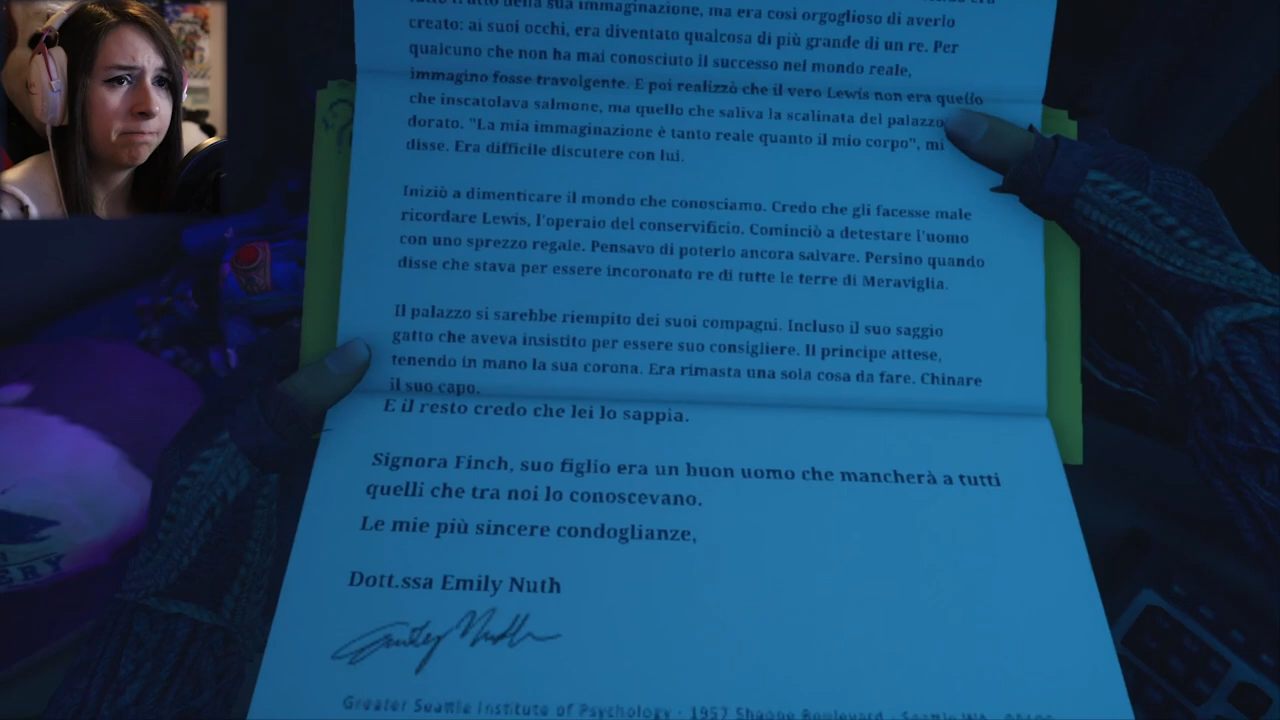 della sua immaginazione, ma era così orgoglioso di averlo
creato: ai suoi occhi, era diventato qualcosa di più grande di un re. Per
qualcuno che non ha mai conosciuto il successo nel mondo reale,
immagino fosse travolgente. E poi realizzò che il vero Lewis non era quello
che inscatolava salmone, ma quello che saliva la scalinata del palazzo
dorato. "La mia immaginazione è tanto reale quanto il mio corpo", mi
disse. Era difficile discutere con lui.
Iniziò a dimenticare il mondo che conosciamo. Credo che gli facesse male
ricordare Lewis, l'operaio del conservificio. Cominciò a detestare l'uomo
con uno sprezzo regale. Pensavo di poterlo ancora salvare. Persino quando
disse che stava per essere incoronato re di tutte le terre di Meraviglia.
Il palazzo si sarebbe riempito dei suoi compagni. Incluso il suo saggio
gatto che aveva insistito per essere suo consigliere. Il principe attese,
tenendo in mano la sua corona. Era rimasta una sola cosa da fare. Chinare
il suo capo.
E il resto credo che lei lo sappia.
Signora Finch, suo figlio era un buon uomo che mancherà a tutti
quelli che tra noi lo conoscevano.
Le mie più sincere condoglianze,
Dott.ssa Emily Nuth
Greater Seattle Institute of Psychology · 1957 Boulevard · Seattle